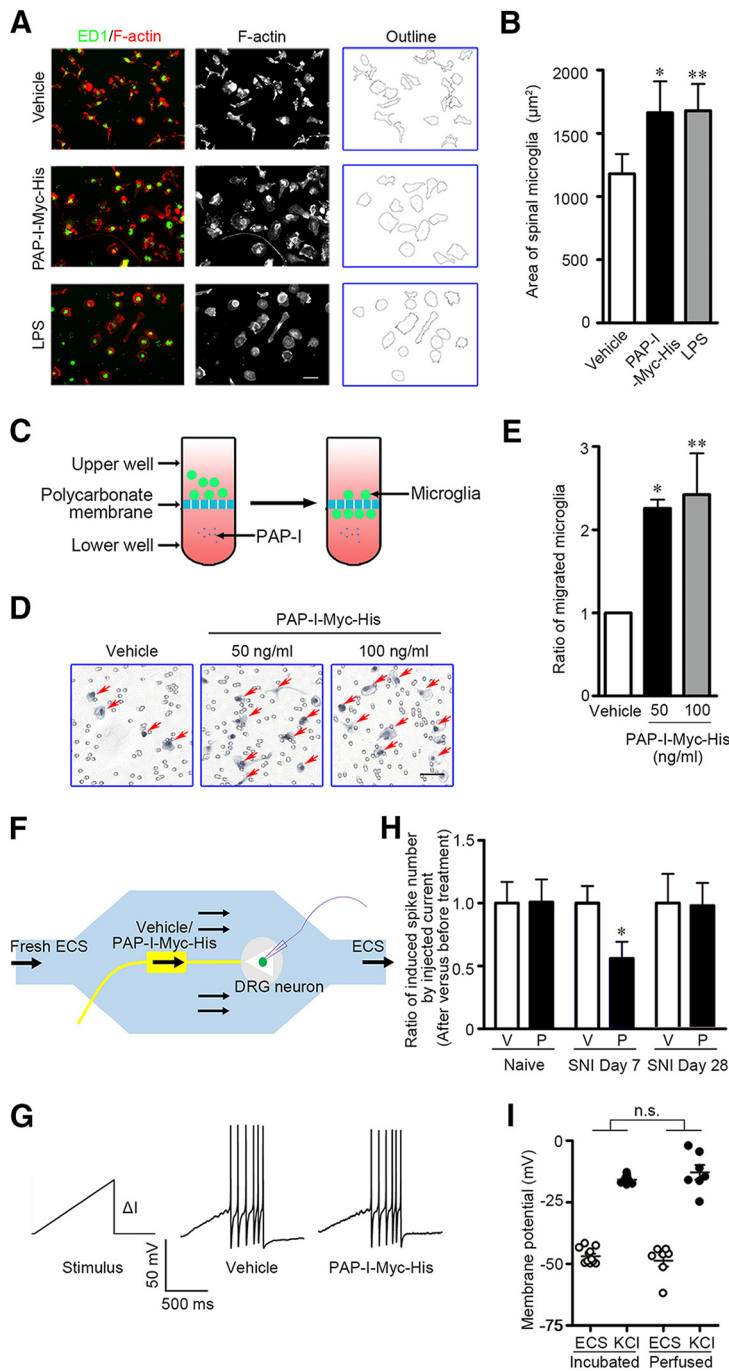 A
ED1/F-actin
F-actin
Outline
Vehicle
PAP-I-Myc-His
LPS
B
Area of spinal microglia (μm²)
2000
1500
1000
500
0
*
**
Vehicle
PAP-I
-Myc-His
LPS
C
Upper well
Polycarbonate
membrane
Lower well
PAP-I
Microglia
D
PAP-I-Myc-His
Vehicle
50 ng/ml
100 ng/ml
E
Ratio of migrated microglia
3
2
1
0
*
**
Vehicle
50
100
PAP-I-Myc-His
(ng/ml)
F
Fresh ECS
Vehicle/
PAP-I-Myc-His
DRG neuron
ECS
H
Ratio of induced spike number
by injected current
(After versus before treatment)
1.5
1.0
0.5
0
*
V P V P V P
Naive
SNI Day 7
SNI Day 28
G
ΔI
Stimulus
50 mV
500 ms
Vehicle
PAP-I-Myc-His
I
n.s.
Membrane potential (mV)
0
-25
-50
-75
ECS KCl ECS KCl
Incubated Perfused